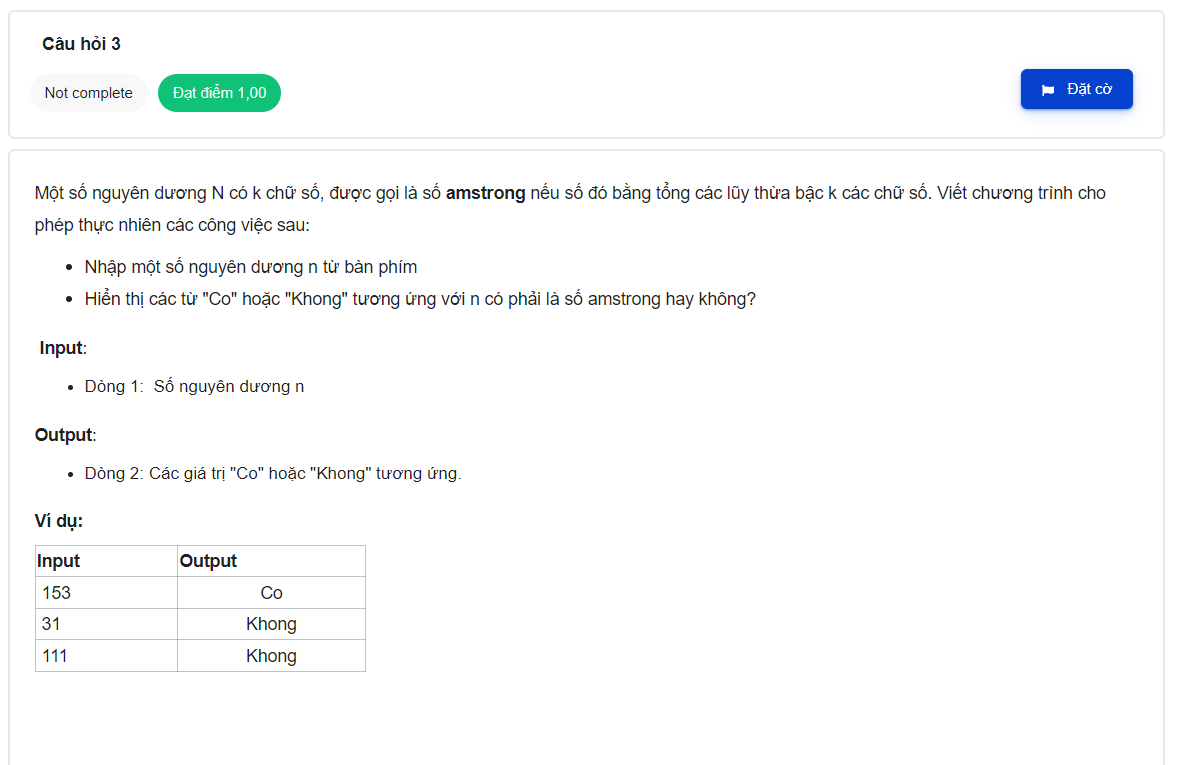 Câu hỏi 3
Not complete
Đạt điểm 1,00
Đặt cờ
Một số nguyên dương N có k chữ số, được gọi là số amstrong nếu số đó bằng tổng các lũy thừa bậc k các chữ số. Viết chương trình cho
phép thực nhiên các công việc sau:
• Nhập một số nguyên dương n từ bàn phím
• Hiển thị các từ "Co" hoặc "Khong" tương ứng với n có phải là số amstrong hay không?
Input:
• Dòng 1: Số nguyên dương n
Output:
• Dòng 2: Các giá trị "Co" hoặc "Khong" tương ứng.
Ví dụ:
Input Output
153 Co
31 Khong
111 Khong